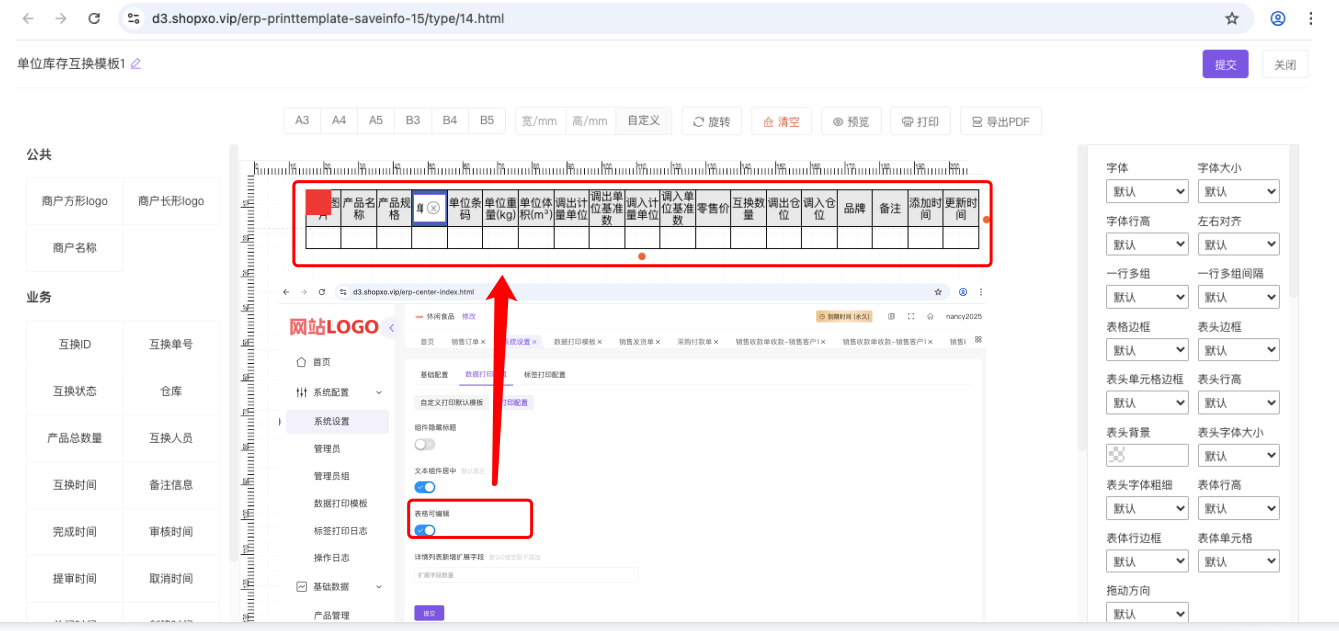 d3.shopxo.vip/erp-printtemplate-saveinfo-15/type/14.html
单位库存互换模板1
提交
关闭
A3 A4 A5 B3 B4 B5 宽/mm 高/mm 自定义 旋转 清空 预览 打印 导出PDF
公共
商户方形logo 商户长形logo
商户名称
业务
互换ID 互换单号
互换状态 仓库
产品总数量 互换人员
互换时间 备注信息
完成时间 审核时间
提审时间 取消时间
图片
产品名称
产品规格
单位条码
单位重量(kg)
单位体积(m³)
调出计量单位
调出单位基准数
调入计量单位
调入单位基准数
零售价
互换数量
调出仓位
调入仓位
品牌
备注
添加时间
更新时间
d3.shopxo.vip/erp-center-index.html
网站LOGO
休闲食品 修改
到期时间 (永久)
nancy2025
首页 销售订单 系统设置 数据打印模板 销售发货单 采购付款单 销售收款单收款-销售客户1 销售收款单收款-销售客户1
首页
系统配置
系统设置
管理员
管理员组
数据打印模板
标签打印日志
操作日志
基础数据
产品管理
基础配置 数据打印 标签打印配置
自定义打印默认模板 打印配置
组件隐藏标题
文本组件居中 默认居左
表格可编辑
详情列表新增扩展字段
扩展字段数量
提交
字体 字体大小
默认 默认
字体行高 左右对齐
默认 默认
一行多组 一行多组间隔
默认 默认
表格边框 表头边框
默认 默认
表头单元格边框 表头行高
默认 默认
表头背景 表头字体大小
默认
表头字体粗细 表体行高
默认 默认
表体行边框 表体单元格
默认 默认
拖动方向
默认